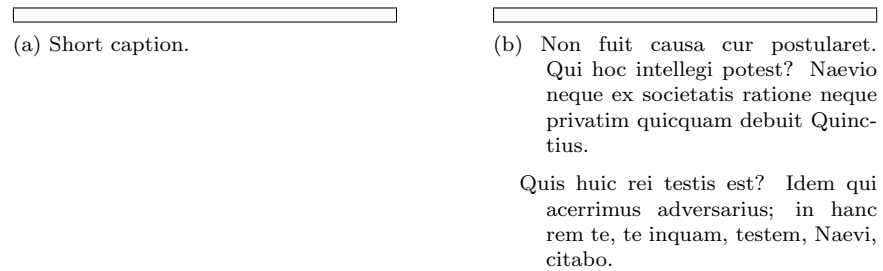 (a) Short caption.
(b) Non fuit causa cur postularet.
Qui hoc intellegi potest? Naevio
neque ex societatis ratione neque
privatim quicquam debuit Quinc-
tius.
Quis huic rei testis est? Idem qui
acerrimus adversarius; in hanc
rem te, te inquam, testem, Naevi,
citabo.